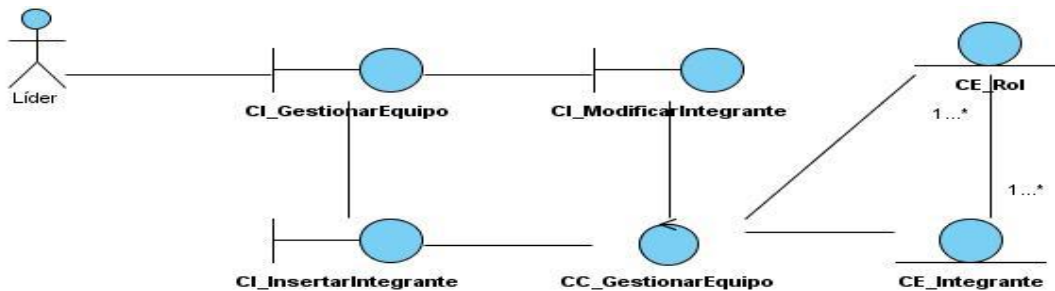 Líder
CI_GestionarEquipo
CI_ModificarIntegrante
CE_Rol
1...*
1...*
CI_InsertarIntegrante
CC_GestionarEquipo
CE_Integrante